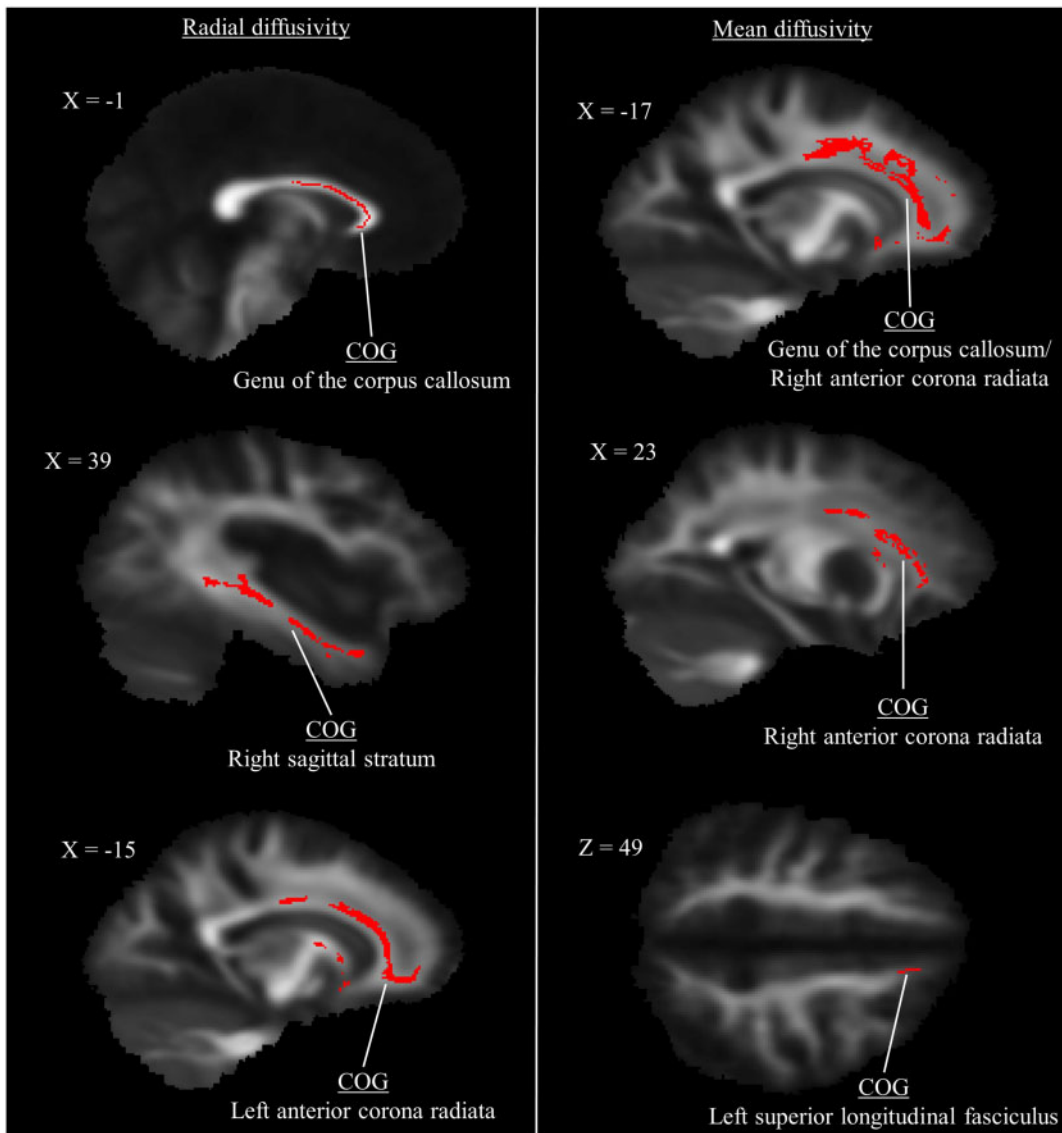 Radial diffusivity
X = -1
COG
Genu of the corpus callosum
X = 39
COG
Right sagittal stratum
X = -15
COG
Left anterior corona radiata
Mean diffusivity
X = -17
COG
Genu of the corpus callosum/
Right anterior corona radiata
X = 23
COG
Right anterior corona radiata
Z = 49
COG
Left superior longitudinal fasciculus